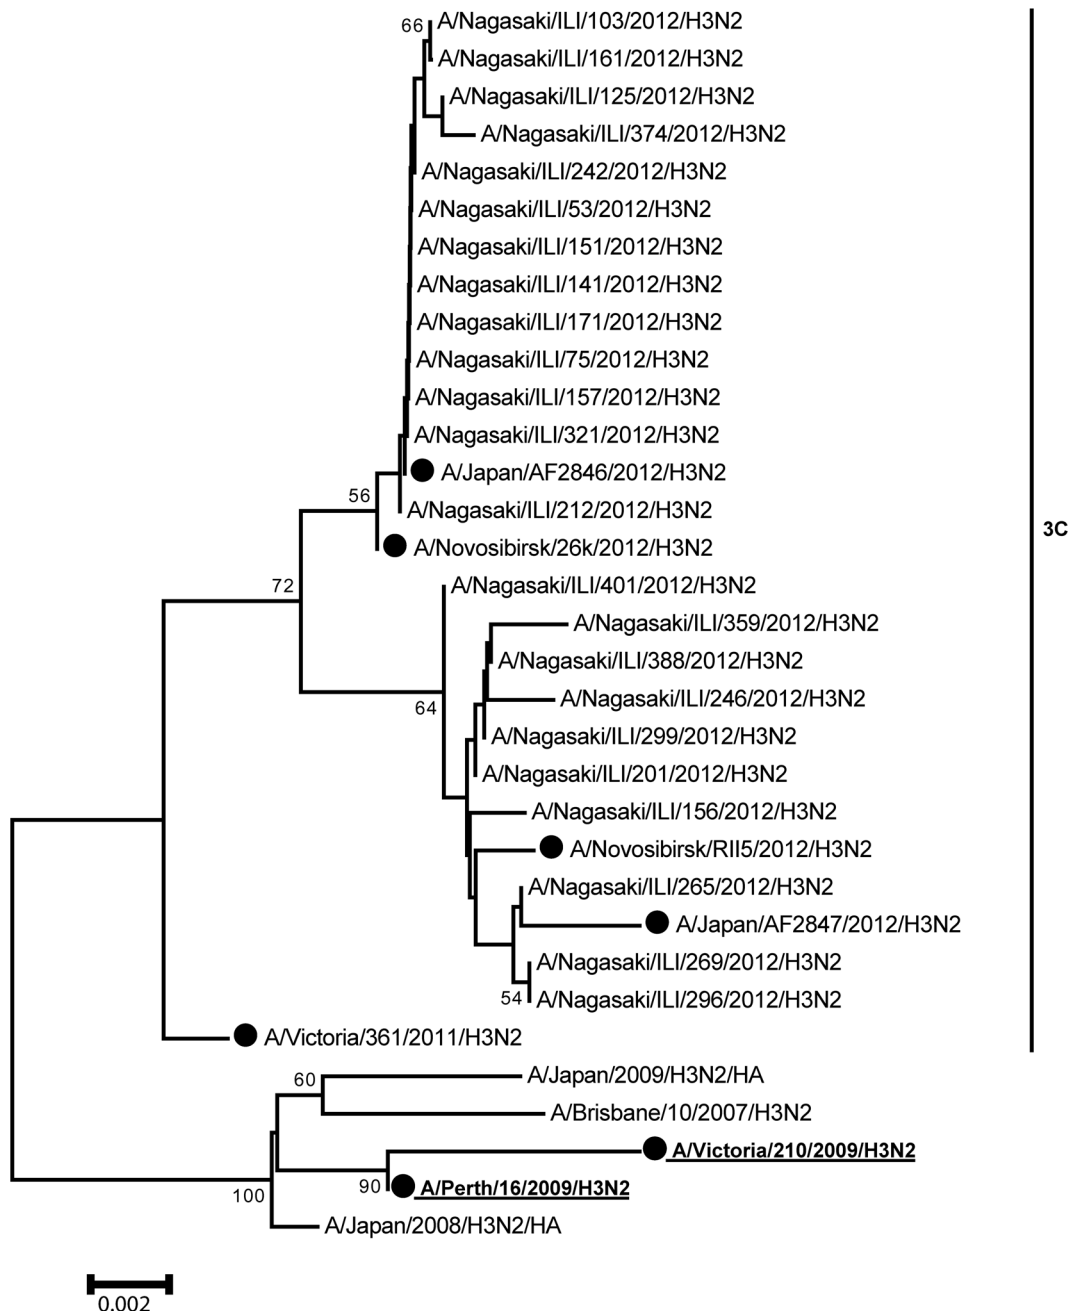 66
A/Nagasaki/ILI/103/2012/H3N2
A/Nagasaki/ILI/161/2012/H3N2
A/Nagasaki/ILI/125/2012/H3N2
A/Nagasaki/ILI/374/2012/H3N2
A/Nagasaki/ILI/242/2012/H3N2
A/Nagasaki/ILI/53/2012/H3N2
A/Nagasaki/ILI/151/2012/H3N2
A/Nagasaki/ILI/141/2012/H3N2
A/Nagasaki/ILI/171/2012/H3N2
A/Nagasaki/ILI/75/2012/H3N2
A/Nagasaki/ILI/157/2012/H3N2
A/Nagasaki/ILI/321/2012/H3N2
A/Japan/AF2846/2012/H3N2
56
A/Nagasaki/ILI/212/2012/H3N2
3C
A/Novosibirsk/26k/2012/H3N2
72
A/Nagasaki/ILI/401/2012/H3N2
A/Nagasaki/ILI/359/2012/H3N2
A/Nagasaki/ILI/388/2012/H3N2
A/Nagasaki/ILI/246/2012/H3N2
64
A/Nagasaki/ILI/299/2012/H3N2
A/Nagasaki/ILI/201/2012/H3N2
A/Nagasaki/ILI/156/2012/H3N2
A/Novosibirsk/RII5/2012/H3N2
A/Nagasaki/ILI/265/2012/H3N2
A/Japan/AF2847/2012/H3N2
A/Nagasaki/ILI/269/2012/H3N2
54
A/Nagasaki/ILI/296/2012/H3N2
A/Victoria/361/2011/H3N2
60
A/Japan/2009/H3N2/HA
A/Brisbane/10/2007/H3N2
A/Victoria/210/2009/H3N2
90
A/Perth/16/2009/H3N2
100
A/Japan/2008/H3N2/HA
0.002